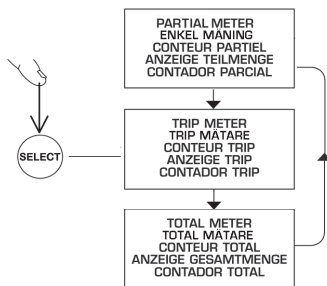 PARTIAL METER
ENKEL MÄNING
CONTEUR PARTIEL
ANZEIGE TEILMENGE
CONTADOR PARCIAL
TRIP METER
TRIP MÄTARE
CONTEUR TRIP
ANZEIGE TRIP
CONTADOR TRIP
SELECT
TOTAL METER
TOTAL MÄTARE
CONTEUR TOTAL
ANZEIGE GESAMTMENGE
CONTADOR TOTAL